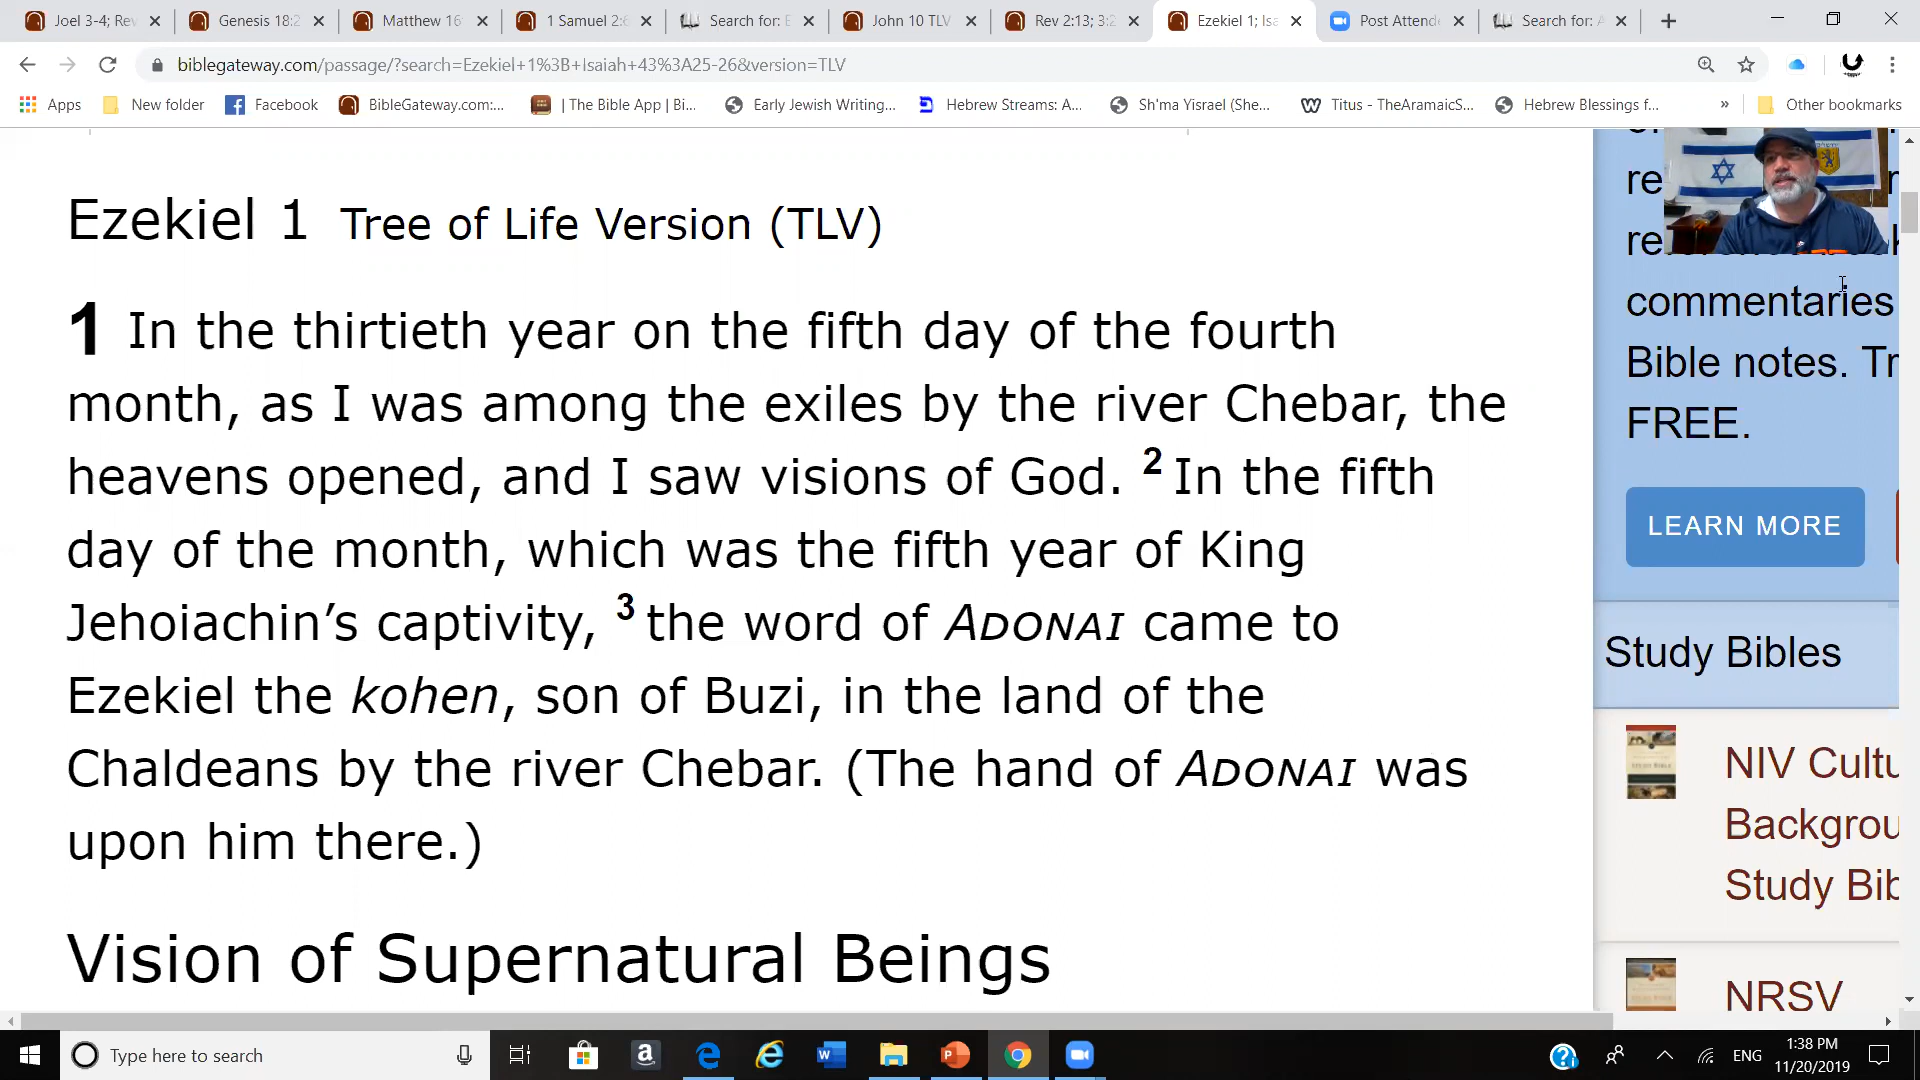 Joel 3-4; Rev
Genesis 18:2
Matthew 16
1 Samuel 2:6
Search for: E
John 10 TLV
Rev 2:13; 3:2
Ezekiel 1; Isa
Post Attende
Search for: A
biblegateway.com/passage/?search=Ezekiel+1%3B+Isaiah+43%3A25-26&version=TLV
Apps
New folder
Facebook
BibleGateway.com:...
| The Bible App | Bi...
Early Jewish Writing...
Hebrew Streams: A...
Sh'ma Yisrael (She...
Titus - TheAramaicS...
Hebrew Blessings f...
»
Other bookmarks
Ezekiel 1 Tree of Life Version (TLV)
1 In the thirtieth year on the fifth day of the fourth
month, as I was among the exiles by the river Chebar, the
heavens opened, and I saw visions of God. 2 In the fifth
day of the month, which was the fifth year of King
Jehoiachin’s captivity, 3 the word of ADONAI came to
Ezekiel the kohen, son of Buzi, in the land of the
Chaldeans by the river Chebar. (The hand of ADONAI was
upon him there.)
Vision of Supernatural Beings
re
re
commentaries
Bible notes. Tr
FREE.
LEARN MORE
Study Bibles
NIV Cultu
Backgrou
Study Bib
NRSV
Type here to search
ENG
1:38 PM
11/20/2019